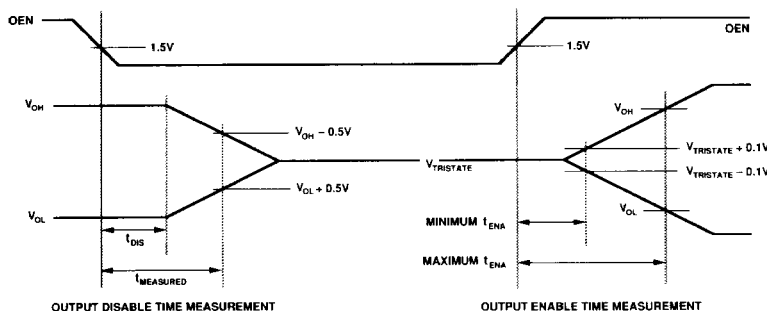 OEN
OEN
1.5V
1.5V
VOH
VOH
VOH – 0.5V
VTRISTATE + 0.1V
VTRISTATE
VTRISTATE – 0.1V
VOL + 0.5V
MINIMUM tENA
VOL
VOL
tDIS
MAXIMUM tENA
tMEASURED
OUTPUT DISABLE TIME MEASUREMENT
OUTPUT ENABLE TIME MEASUREMENT